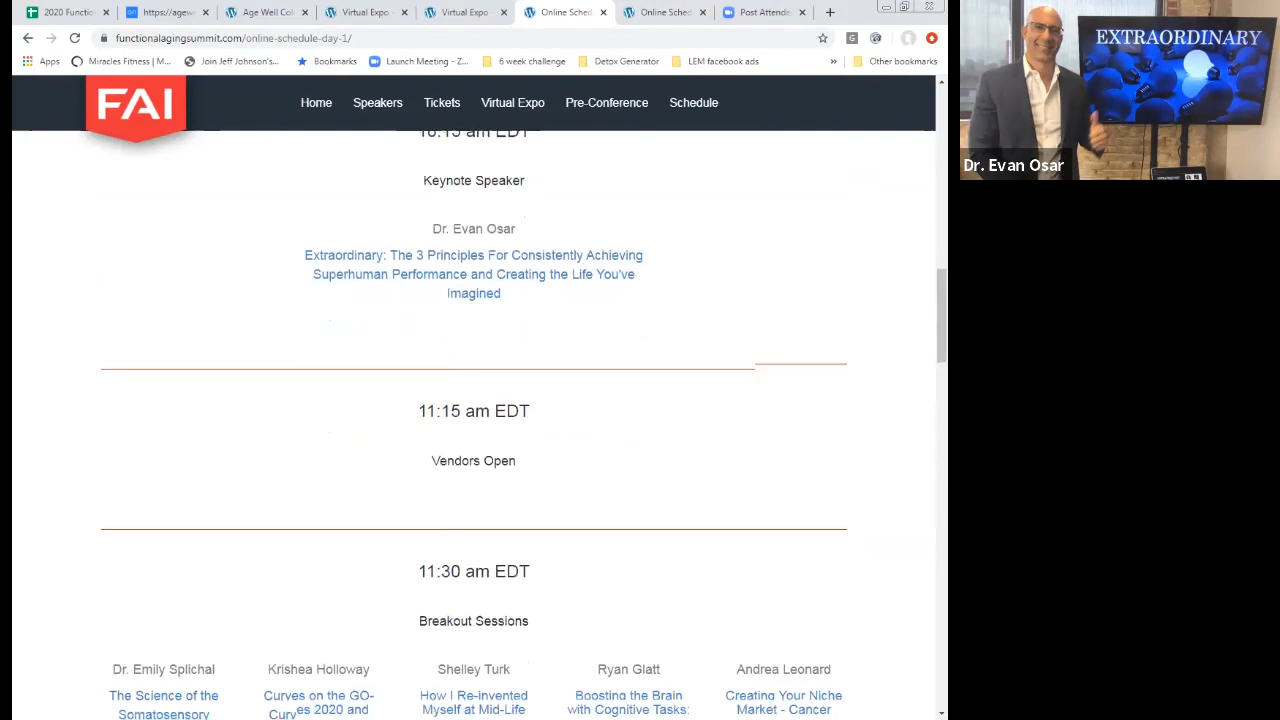 2020 Functi
https://agew
Age Well Col
Virtual Expo
Virtual Expo
Online Sched
Online Sched
Post Attende
functionalagingsummit.com/online-schedule-day-1/
Apps
Miracles Fitness | M...
Join Jeff Johnson's...
Bookmarks
Launch Meeting - Z...
6 week challenge
Detox Generator
LEM facebook ads
Other bookmarks
FAI
Home Speakers Tickets Virtual Expo Pre-Conference Schedule
10:15 am EDT
Keynote Speaker
Dr. Evan Osar
Extraordinary: The 3 Principles For Consistently Achieving
Superhuman Performance and Creating the Life You've
Imagined
11:15 am EDT
Vendors Open
11:30 am EDT
Breakout Sessions
Dr. Emily Splichal
The Science of the
Somatosensory
Krishea Holloway
Curves on the GO-
Curves 2020 and
Shelley Turk
How I Re-invented
Myself at Mid-Life
Ryan Glatt
Boosting the Brain
with Cognitive Tasks:
Andrea Leonard
Creating Your Niche
Market - Cancer
EXTRAORDINARY
Dr. Evan Osar